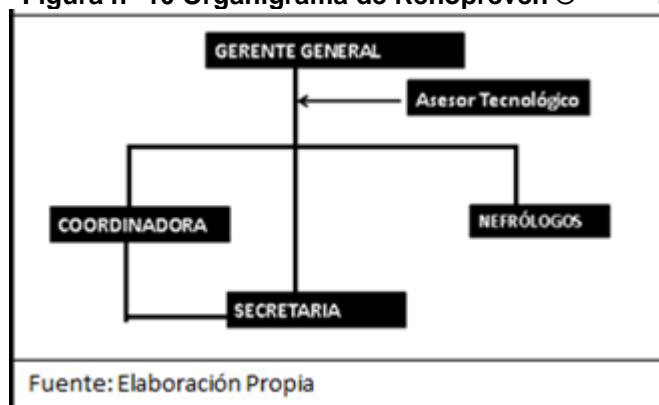 GERENTE GENERAL
Asesor Tecnológico
COORDINADORA
NEFRÓLOGOS
SECRETARIA
Fuente: Elaboración Propia